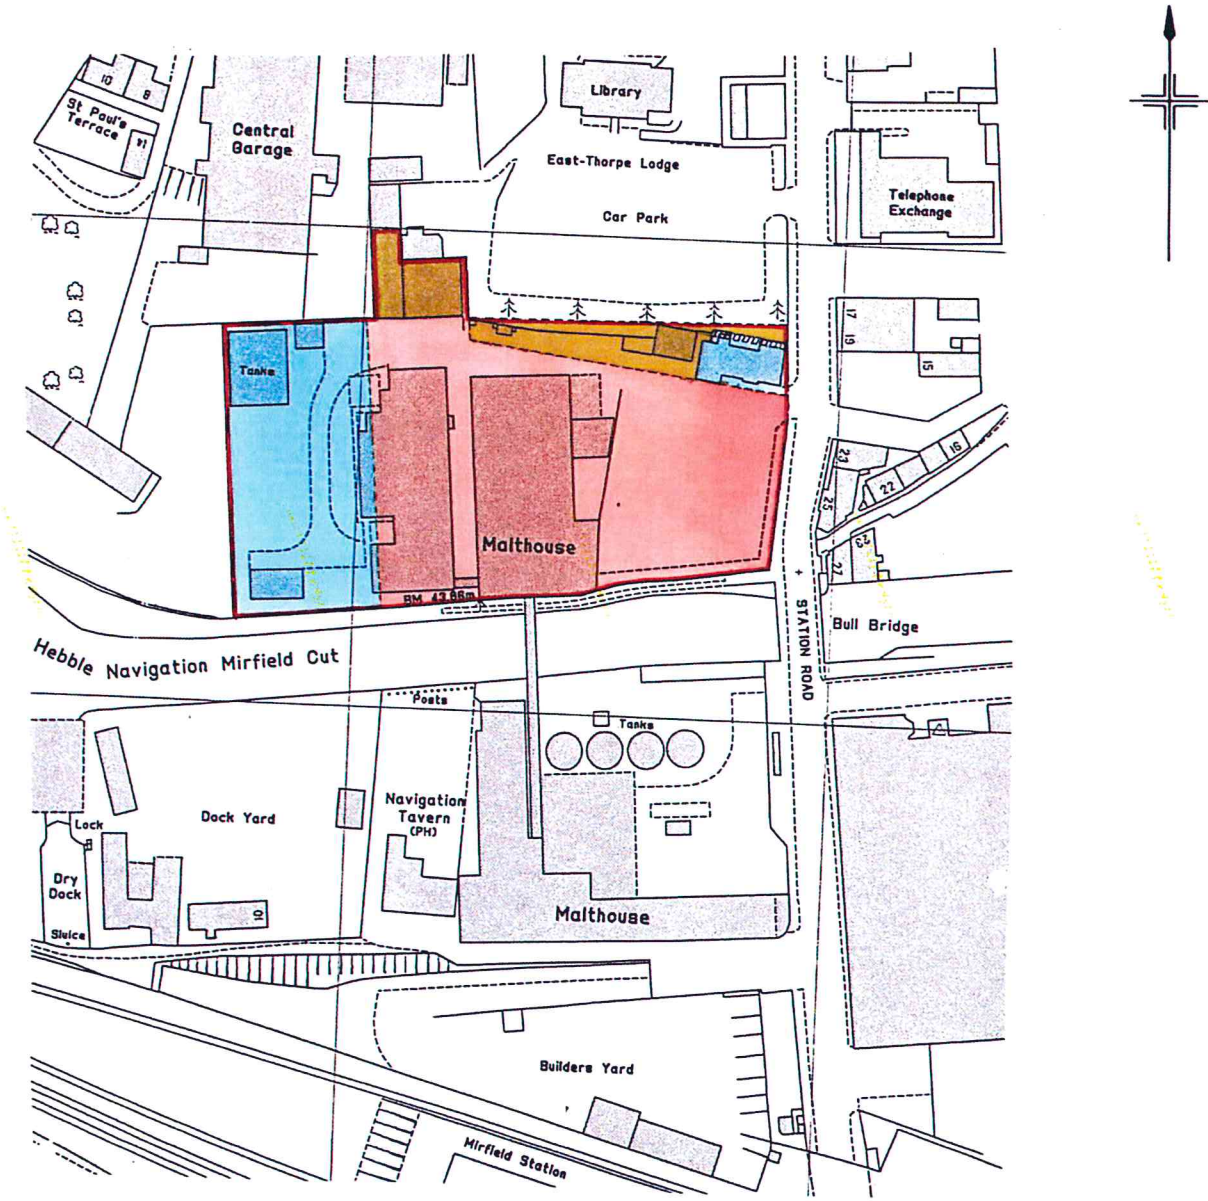 10
8
St Paul's
Terrace
14
Central
Garage
Library
East-Thorpe Lodge
Car Park
Telephone
Exchange
17
19
15
Tanks
23
25
22
16
23
27
Malthouse
BM 43.86m
Hebble Navigation Mirfield Cut
STATION ROAD
Bull Bridge
Posts
Tanks
Navigation
Tavern
(PH)
Dock Yard
Lock
Dry
Dock
10
Sluice
Malthouse
Builders Yard
Mirfield Station